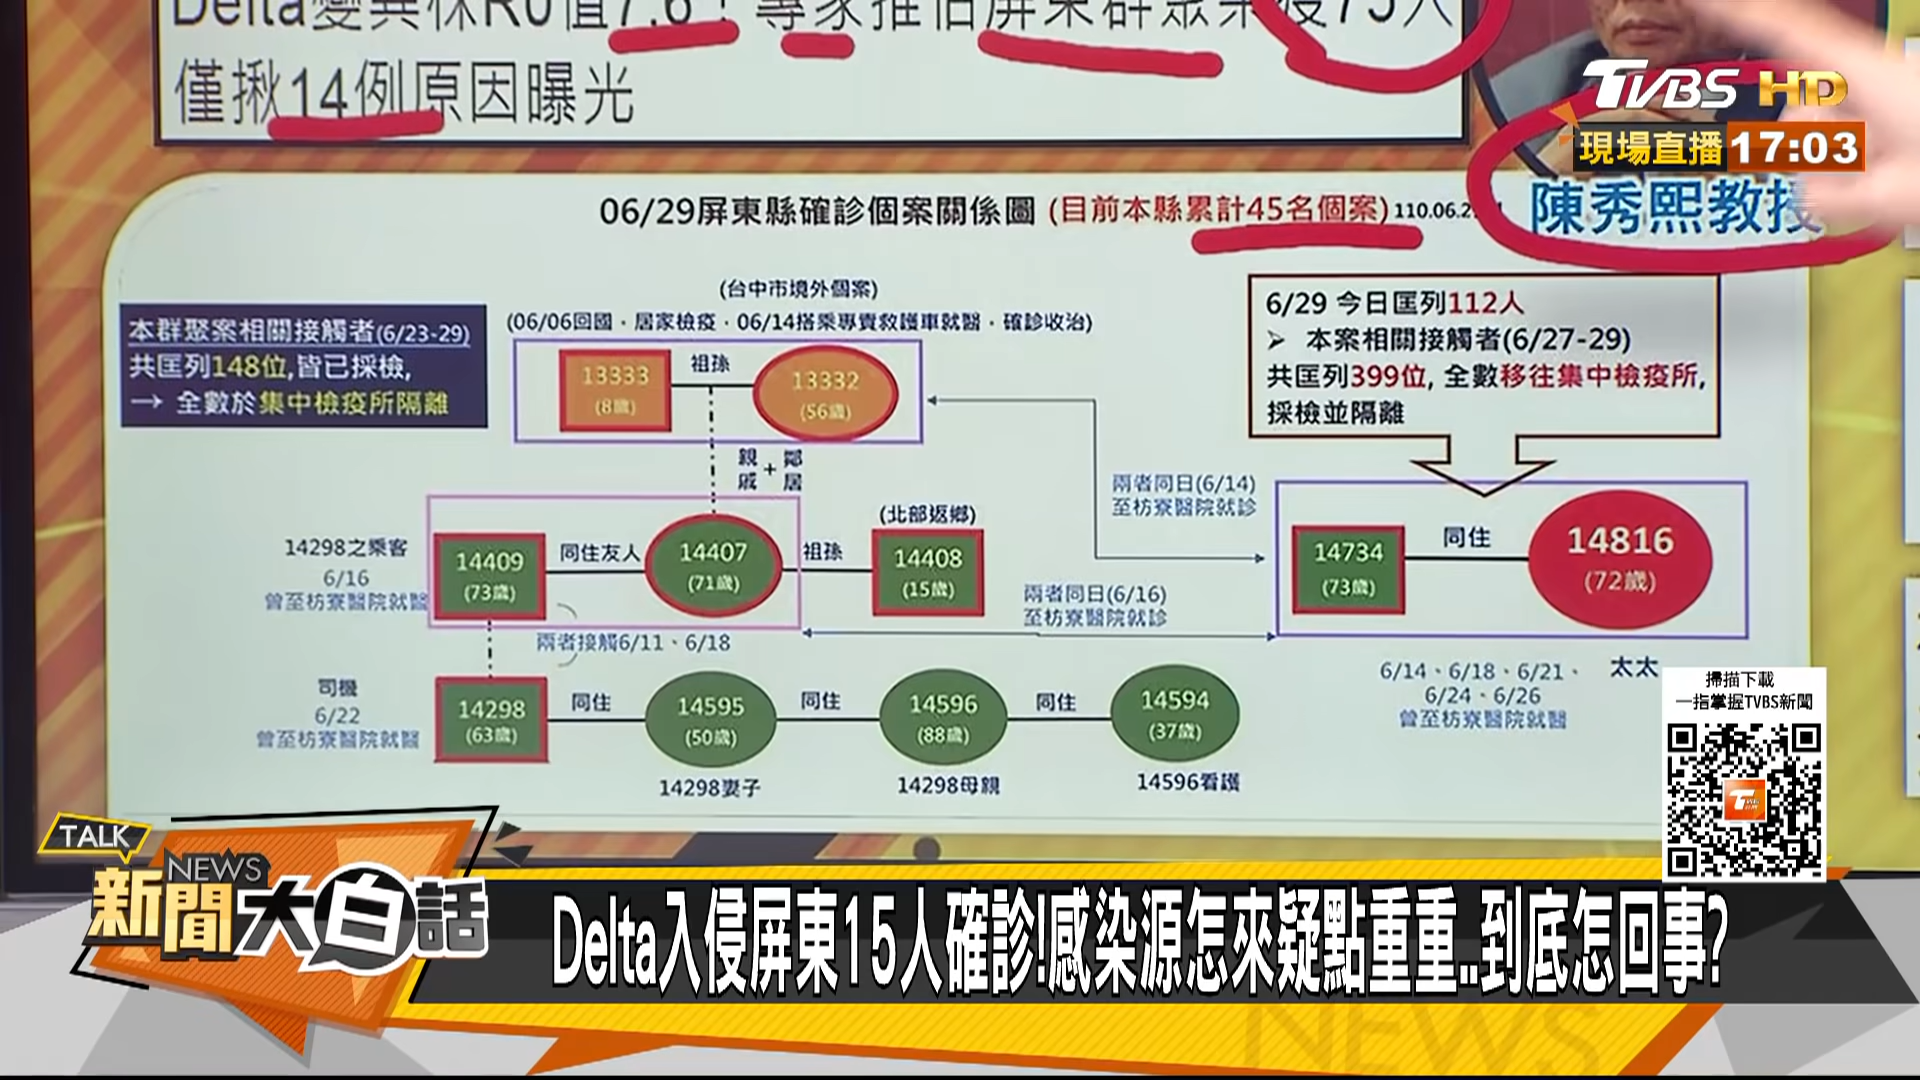 Delta變異株R0值7.6！專家推估屏東群聚案後75人
僅揪14例原因曝光
TVBS HD
現場直播 17:03
陳秀熙教授
06/29屏東縣確診個案關係圖 (目前本縣累計45名個案)
本群聚案相關接觸者(6/23-29)
共匡列148位,皆已採檢,
→ 全數於集中檢疫所隔離
(台中市境外個案)
(06/06回國．居家檢疫．06/14搭乘專責救護車就醫．確診收治)
13333
(8歲)
祖孫
13332
(56歲)
親戚 + 鄰居
6/29 今日匡列112人
➢ 本案相關接觸者(6/27-29)
共匡列399位, 全數移往集中檢疫所,
採檢並隔離
兩者同日(6/14)
至枋寮醫院就診
14298之乘客
6/16
曾至枋寮醫院就醫
14409
(73歲)
同住友人
14407
(71歲)
祖孫
(北部返鄉)
14408
(15歲)
兩者同日(6/16)
至枋寮醫院就診
14734
(73歲)
同住
14816
(72歲)
兩者接觸6/11、6/18
6/14、6/18、6/21、
6/24、6/26
曾至枋寮醫院就醫
太太
司機
6/22
曾至枋寮醫院就醫
14298
(63歲)
同住
14595
(50歲)
同住
14596
(88歲)
同住
14594
(37歲)
14298妻子
14298母親
14596看護
掃描下載
一指掌握TVBS新聞
TALK
NEWS
新聞大白話
Delta入侵屏東15人確診!感染源怎來疑點重重..到底怎回事?
NEWS